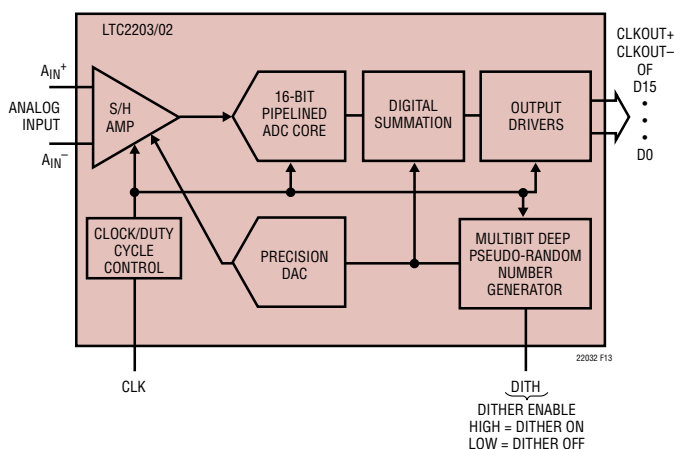 LTC2203/02
AIN+
ANALOG
INPUT
AIN–
S/H
AMP
16-BIT
PIPELINED
ADC CORE
DIGITAL
SUMMATION
OUTPUT
DRIVERS
CLKOUT+
CLKOUT–
OF
D15
•
•
•
D0
CLOCK/DUTY
CYCLE
CONTROL
PRECISION
DAC
MULTIBIT DEEP
PSEUDO-RANDOM
NUMBER
GENERATOR
22032 F13
CLK
DITH
DITHER ENABLE
HIGH = DITHER ON
LOW = DITHER OFF